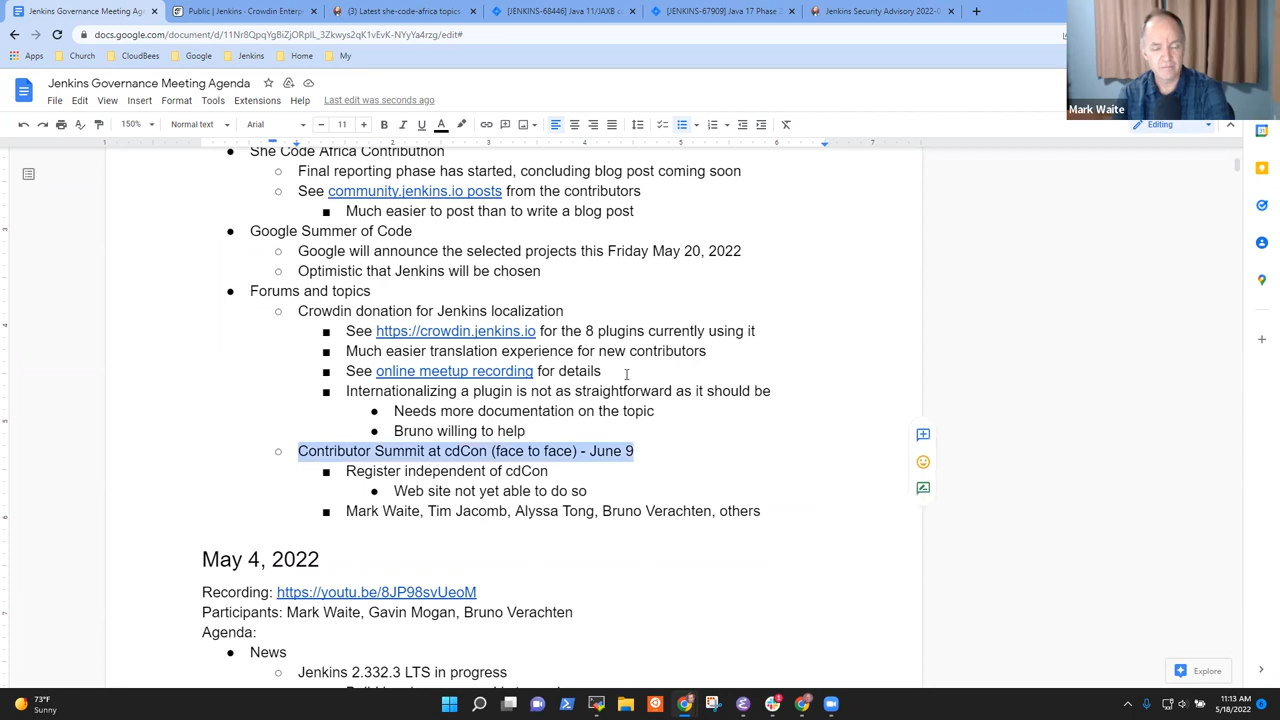 Jenkins Governance Meeting Age
Public | Jenkins - Crowdin Enterp
(3) Latest she-code-africa topics
[JENKINS-68446] Java 11/JAXB c
[JENKINS-67909] Java 17 Phase
Jenkins Security Advisory 2022-0
docs.google.com/document/d/11Nr8QpqYgBiZjORpIL_3Zkwys2qK1vEvK-NYyYa4rzg/edit#
Apps
Church
CloudBees
Google
Jenkins
Home
My
Jenkins Governance Meeting Agenda
File Edit View Insert Format Tools Extensions Help Last edit was seconds ago
150% Normal text Arial 11 Editing
Mark Waite
1 2 3 4 5 6 7
She Code Africa Contributhon
Final reporting phase has started, concluding blog post coming soon
See community.jenkins.io posts from the contributors
Much easier to post than to write a blog post
Google Summer of Code
Google will announce the selected projects this Friday May 20, 2022
Optimistic that Jenkins will be chosen
Forums and topics
Crowdin donation for Jenkins localization
See https://crowdin.jenkins.io for the 8 plugins currently using it
Much easier translation experience for new contributors
See online meetup recording for details
Internationalizing a plugin is not as straightforward as it should be
Needs more documentation on the topic
Bruno willing to help
Contributor Summit at cdCon (face to face) - June 9
Register independent of cdCon
Web site not yet able to do so
Mark Waite, Tim Jacomb, Alyssa Tong, Bruno Verachten, others
May 4, 2022
Recording: https://youtu.be/8JP98svUeoM
Participants: Mark Waite, Gavin Mogan, Bruno Verachten
Agenda:
News
Jenkins 2.332.3 LTS in progress
Explore
73°F
Sunny
11:13 AM
5/18/2022